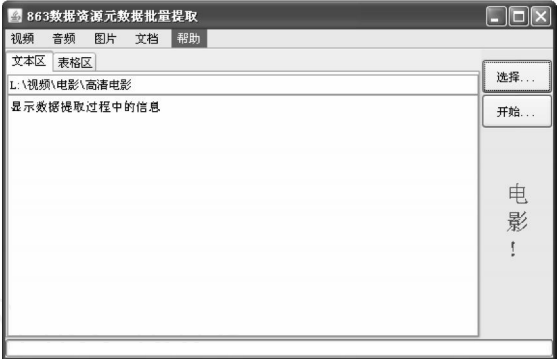 863数据资源元数据批量提取
视频 音频 图片 文档 帮助
文本区 表格区
L:\视频\电影\高清电影
显示数据提取过程中的信息
选择...
开始...
电
影
!